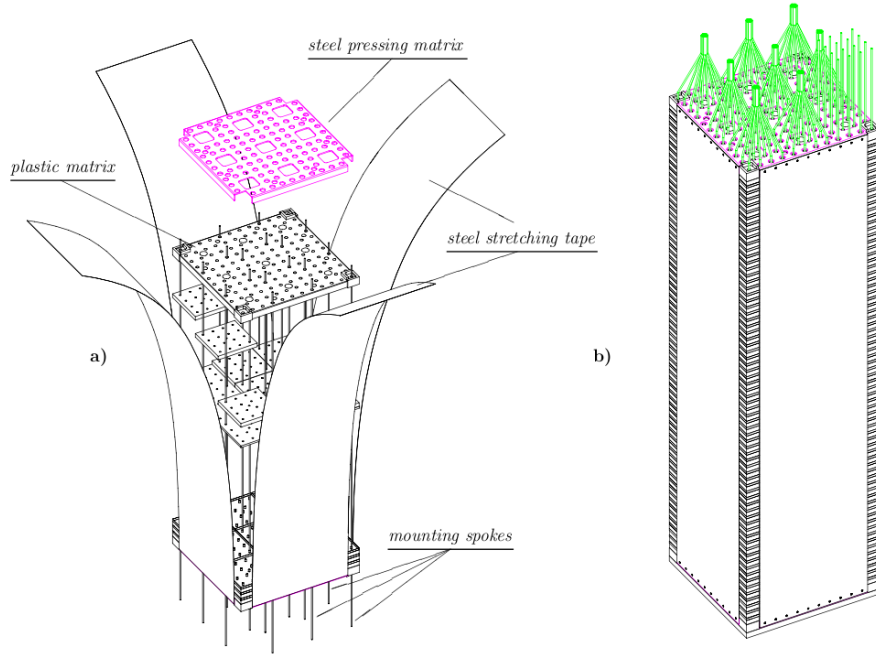 steel pressing matrix
plastic matrix
steel stretching tape
a)
b)
mounting spokes